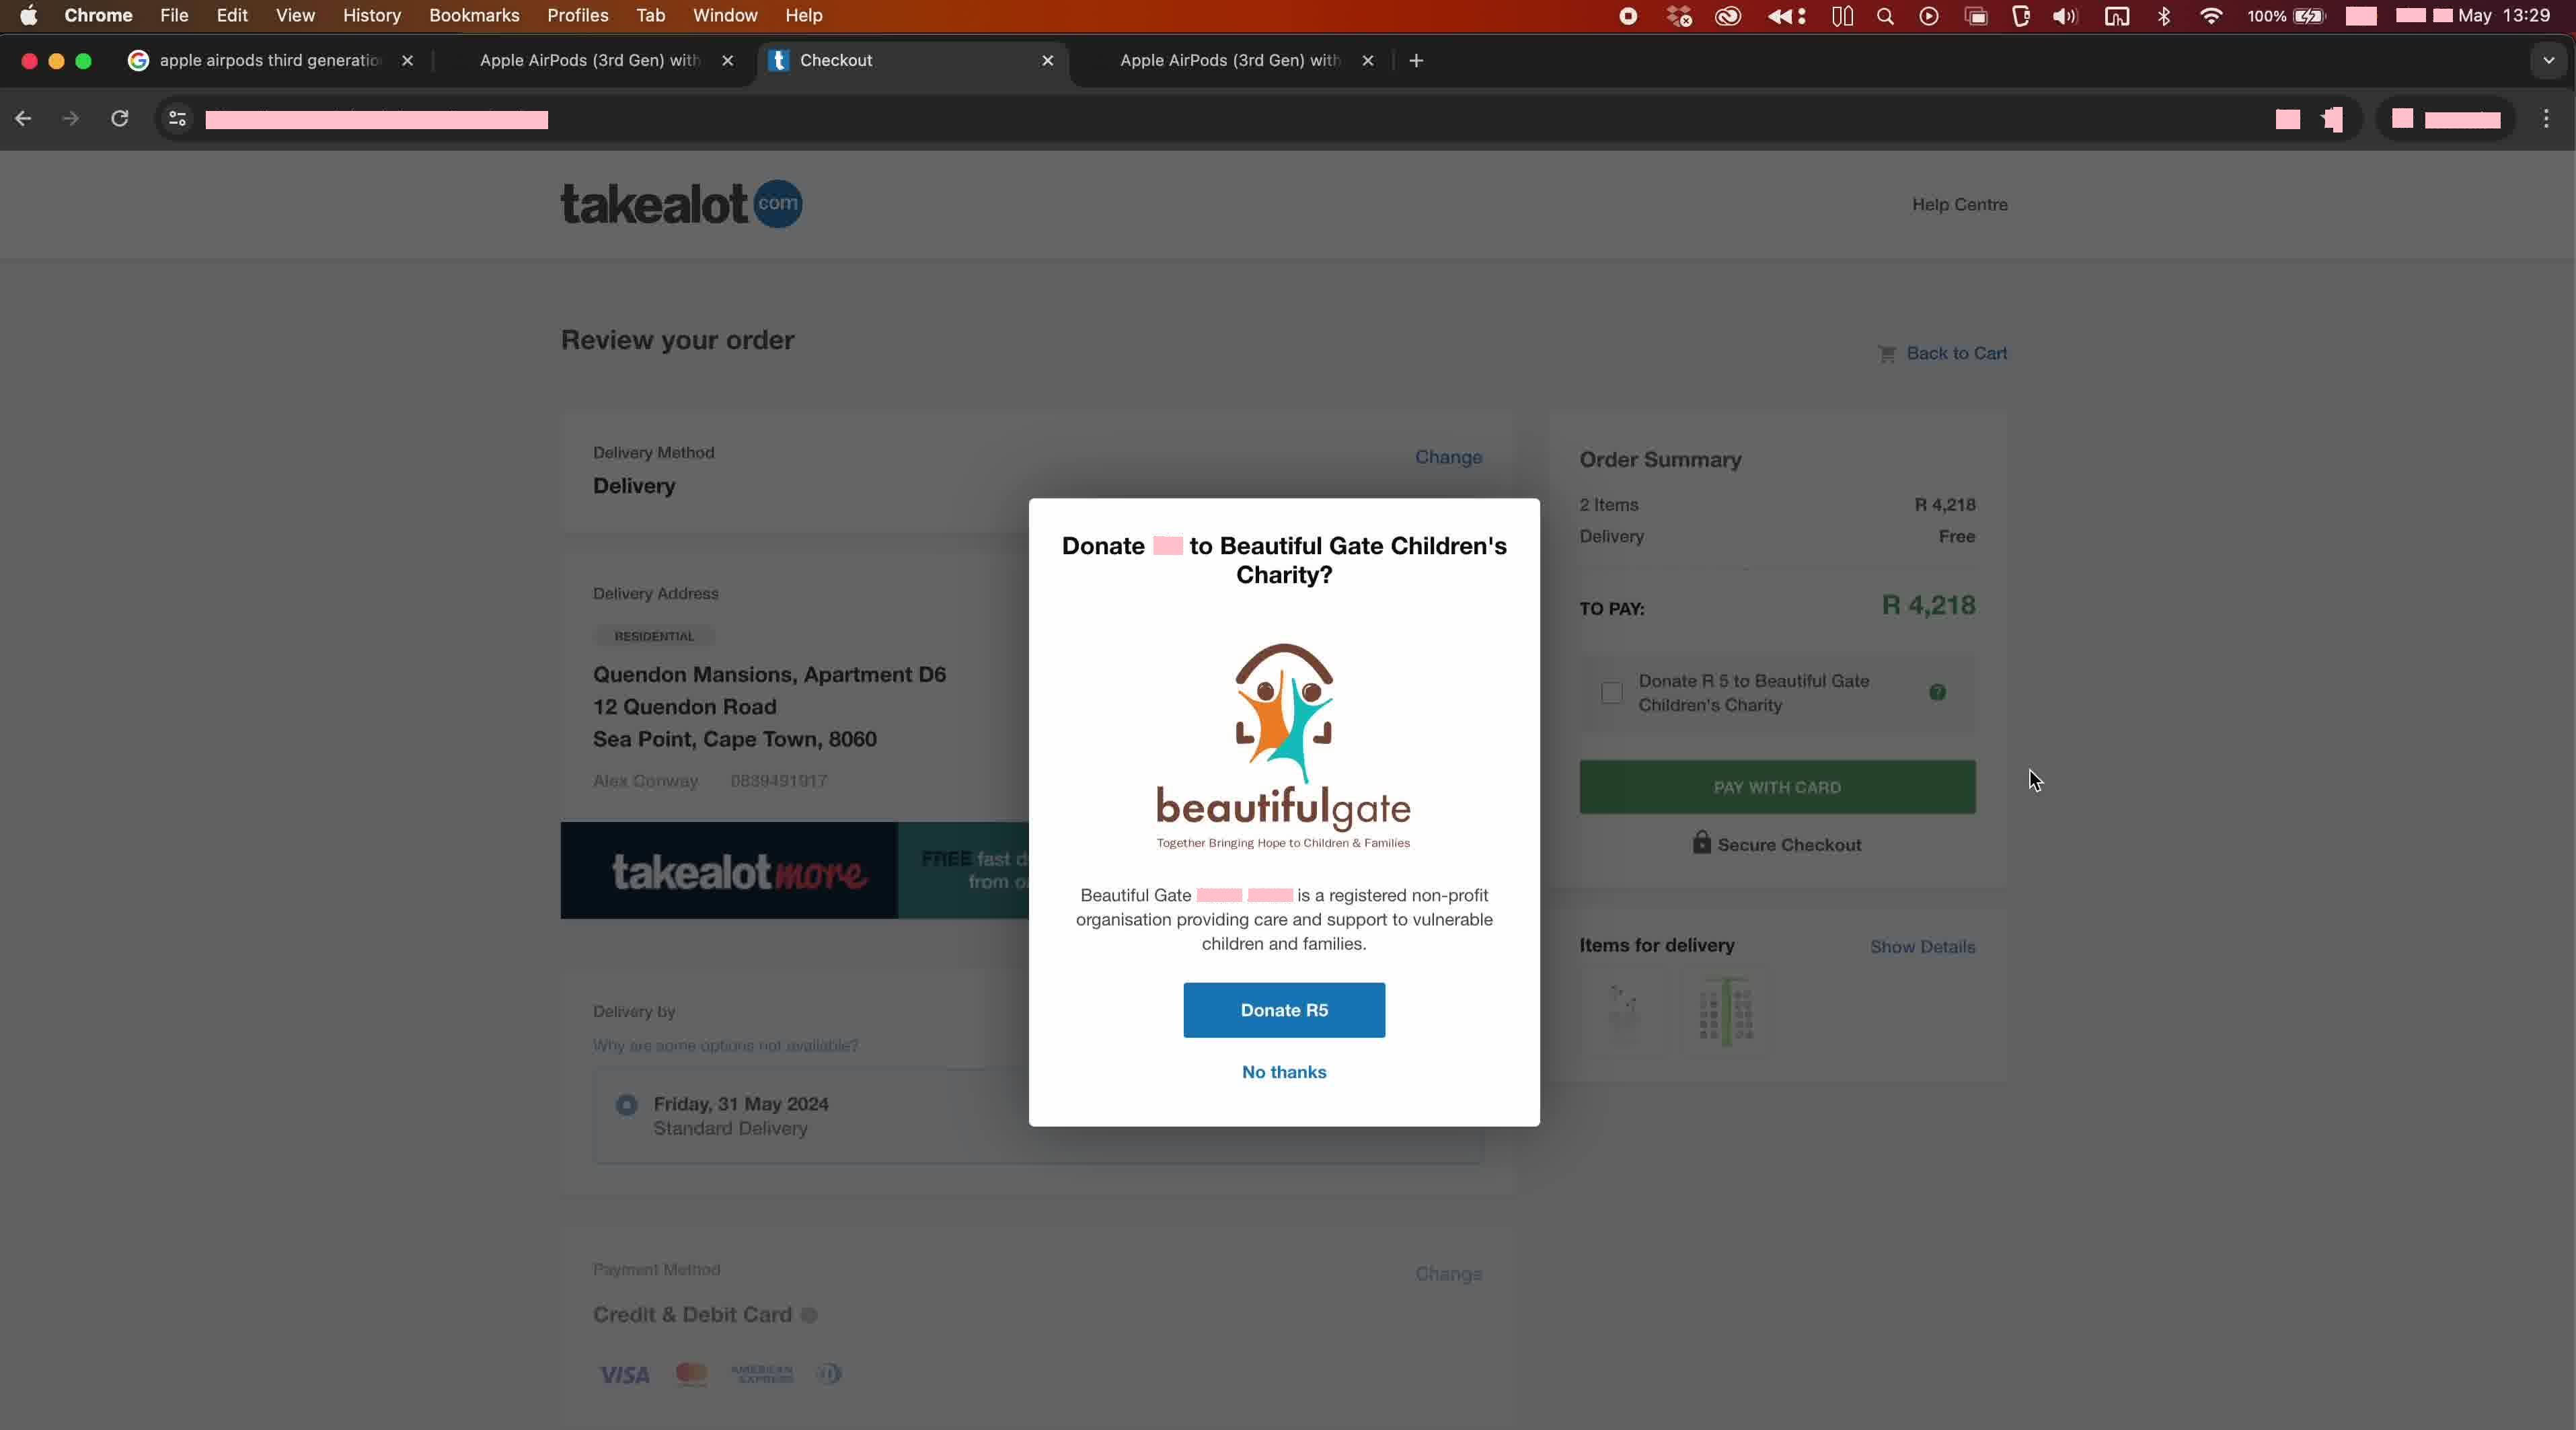 Chrome File Edit View History Bookmarks Profiles Tab Window Help 100% May 13:29
apple airpods third generatio
Apple AirPods (3rd Gen) with
Checkout
Apple AirPods (3rd Gen) with
takealot com
Help Centre
Review your order
Back to Cart
Delivery Method
Change
Delivery
Delivery Address
RESIDENTIAL
Quendon Mansions, Apartment D6
12 Quendon Road
Sea Point, Cape Town, 8060
Alex Conway 0839491917
takealot more
FREE fast d
from o
Delivery by
Why are some options not available?
Friday, 31 May 2024
Standard Delivery
Payment Method
Change
Credit & Debit Card
VISA
AMERICAN
EXPRESS
Donate to Beautiful Gate Children's
Charity?
beautifulgate
Together Bringing Hope to Children & Families
Beautiful Gate is a registered non-profit
organisation providing care and support to vulnerable
children and families.
Donate R5
No thanks
Order Summary
2 Items R 4,218
Delivery Free
TO PAY: R 4,218
Donate R 5 to Beautiful Gate
Children's Charity
?
PAY WITH CARD
Secure Checkout
Items for delivery
Show Details